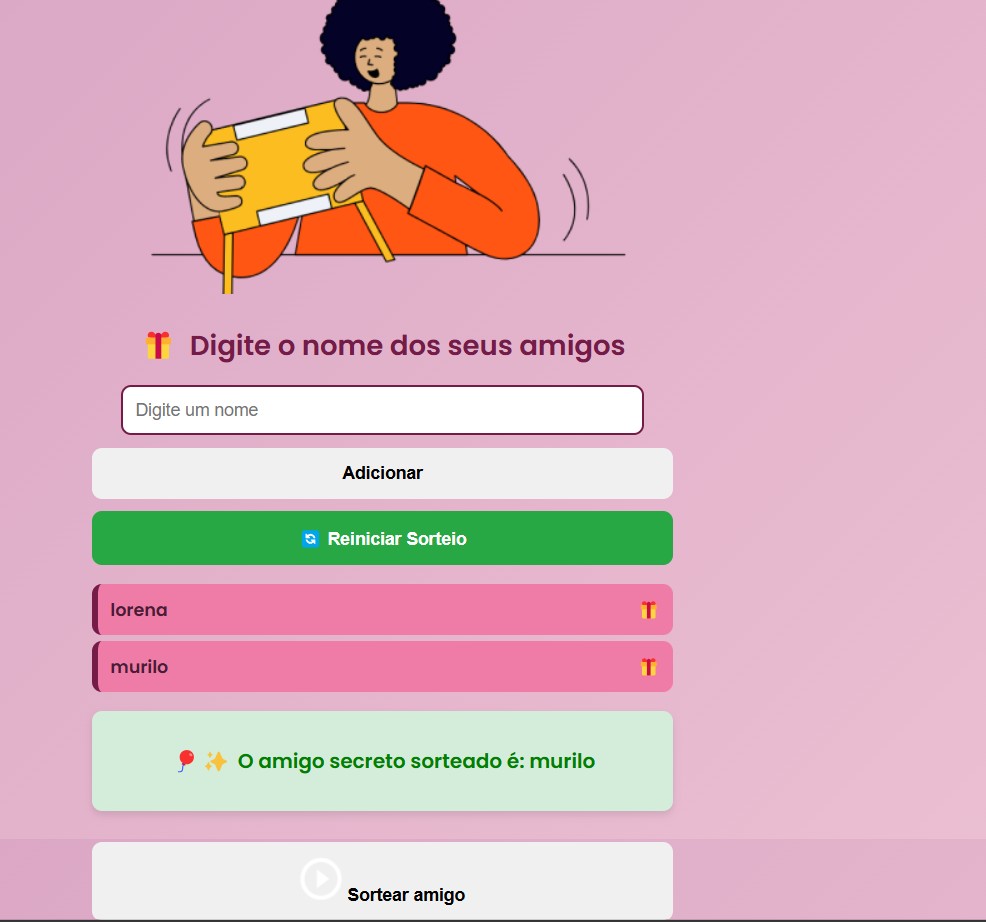 Digite o nome dos seus amigos
Digite um nome
Adicionar
Reiniciar Sorteio
lorena
murilo
O amigo secreto sorteado é: murilo
Sortear amigo